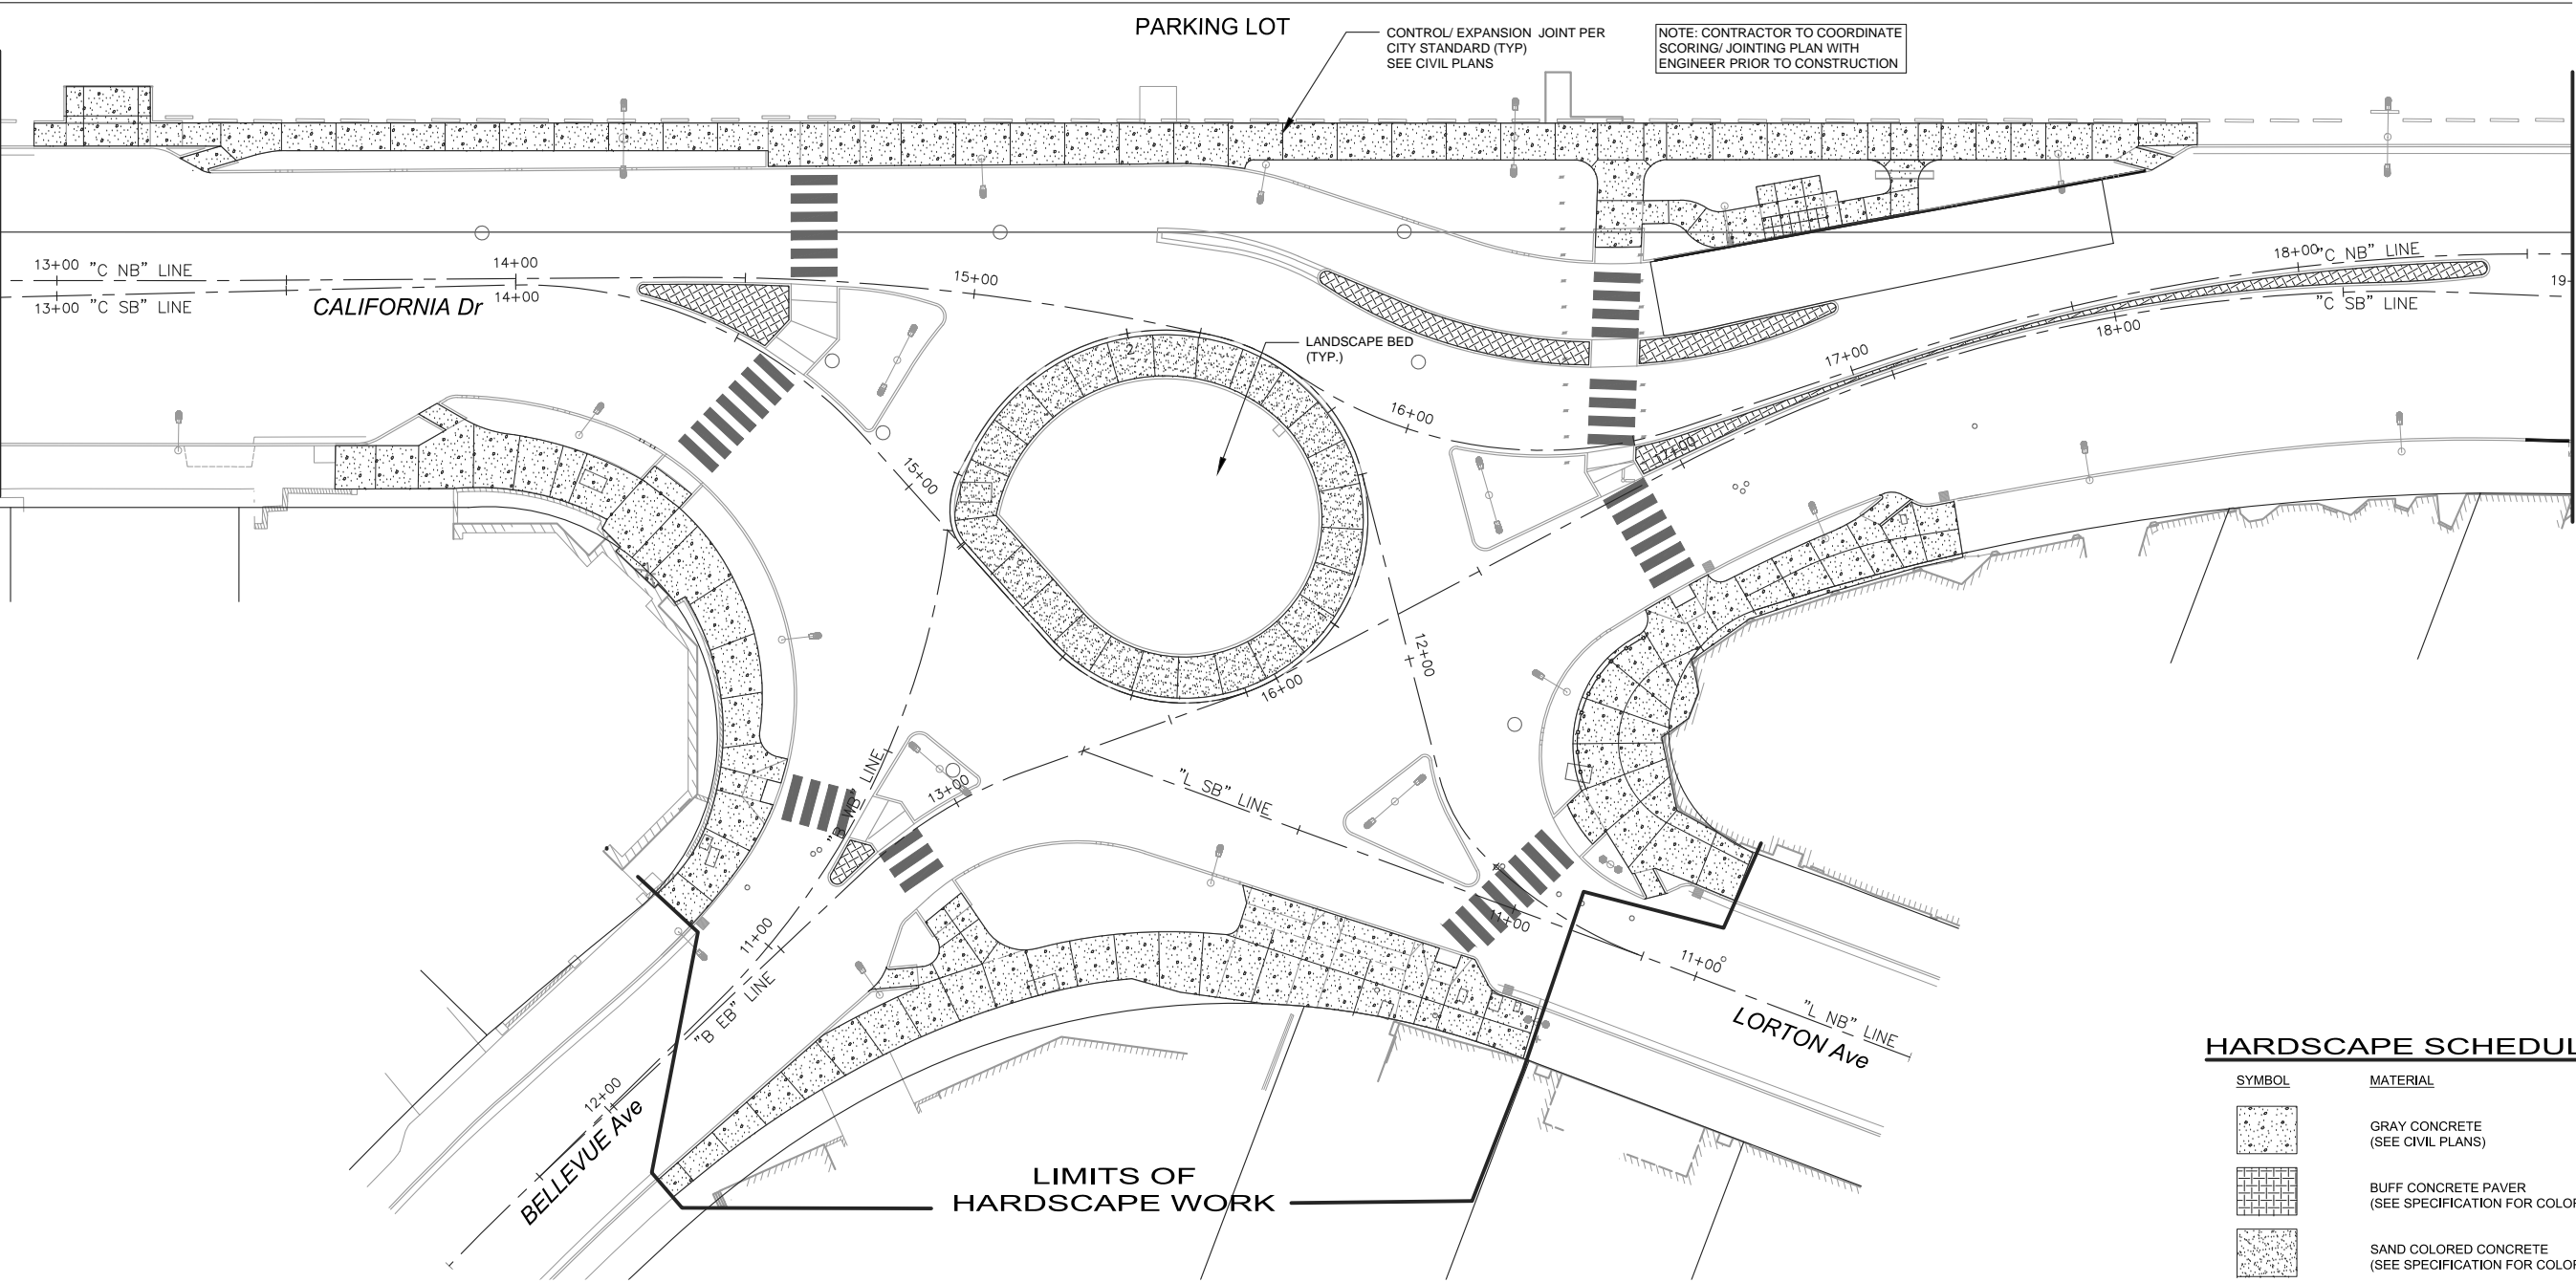 PARKING LOT
CONTROL/ EXPANSION JOINT PER
CITY STANDARD (TYP)
SEE CIVIL PLANS
NOTE: CONTRACTOR TO COORDINATE
SCORING/ JOINTING PLAN WITH
ENGINEER PRIOR TO CONSTRUCTION
13+00 "C NB" LINE
14+00
13+00 "C SB" LINE
14+00
CALIFORNIA Dr
15+00
18+00 "C NB" LINE
"C SB" LINE
19
18+00
17+00
LANDSCAPE BED
(TYP.)
2
16+00
17+00
15+00
12+00
16+00
"B WB" LINE
13+00
"L SB" LINE
11+00
11+00
11+00
"L NB" LINE
LORTON Ave
"B EB" LINE
12+00
BELLEVUE Ave
LIMITS OF
HARDSCAPE WORK
HARDSCAPE SCHEDUL
SYMBOL
MATERIAL
GRAY CONCRETE
(SEE CIVIL PLANS)
BUFF CONCRETE PAVER
(SEE SPECIFICATION FOR COLO
SAND COLORED CONCRETE
(SEE SPECIFICATION FOR COLO